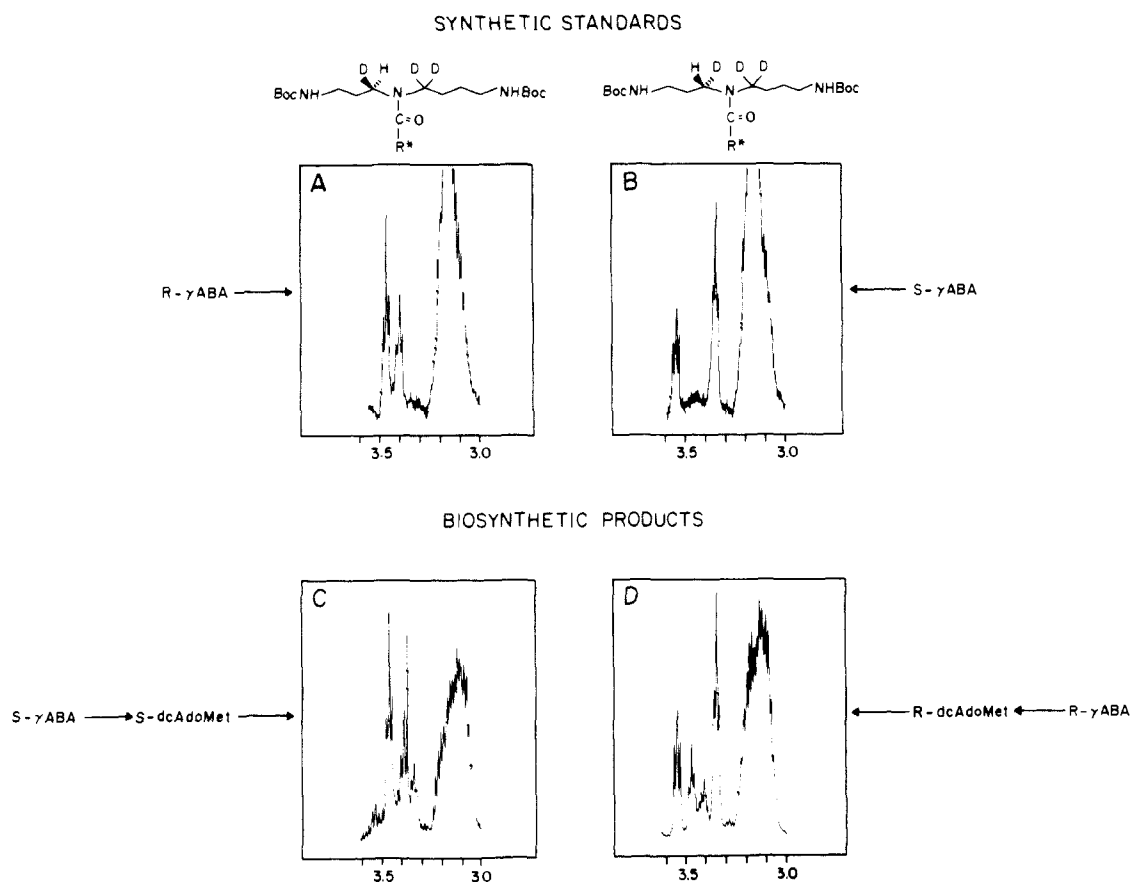 SYNTHETIC STANDARDS
D H D D
BocNH N NHBoc
C=O
R*
H D D D
BocNH N NHBoc
C=O
R*
A
B
R-γABA
S-γABA
3.5 3.0
3.5 3.0
BIOSYNTHETIC PRODUCTS
C
D
S-γABA S-dcAdoMet
R-dcAdoMet R-γABA
3.5 3.0
3.5 3.0